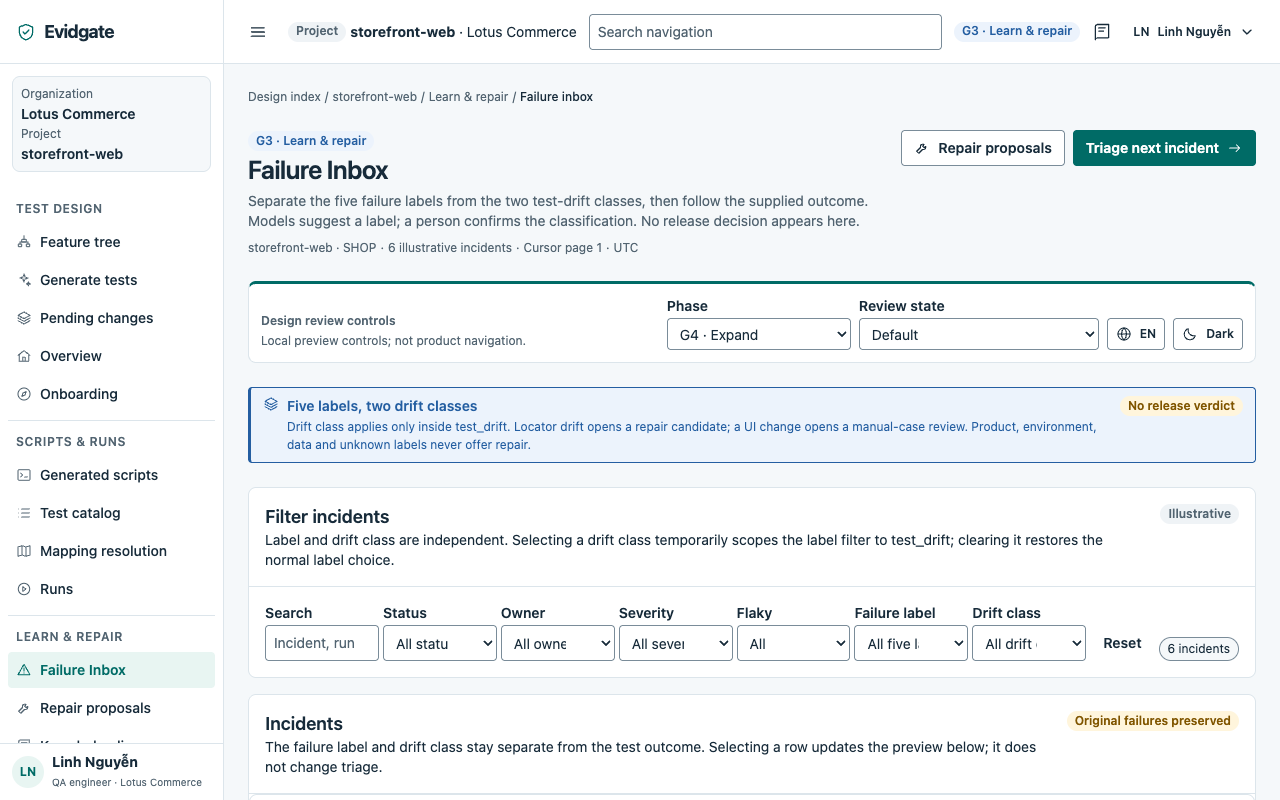 Evidgate
Project storefront-web · Lotus Commerce
Search navigation
G3 · Learn & repair
LN Linh Nguyễn
Organization
Lotus Commerce
Project
storefront-web
TEST DESIGN
Feature tree
Generate tests
Pending changes
Overview
Onboarding
SCRIPTS & RUNS
Generated scripts
Test catalog
Mapping resolution
Runs
LEARN & REPAIR
Failure Inbox
Repair proposals
LN
Linh Nguyễn
QA engineer · Lotus Commerce
Design index / storefront-web / Learn & repair / Failure inbox
G3 · Learn & repair
Failure Inbox
Separate the five failure labels from the two test-drift classes, then follow the supplied outcome.
Models suggest a label; a person confirms the classification. No release decision appears here.
storefront-web · SHOP · 6 illustrative incidents · Cursor page 1 · UTC
Repair proposals
Triage next incident
Design review controls
Local preview controls; not product navigation.
Phase
G4 · Expand
Review state
Default
EN
Dark
Five labels, two drift classes
No release verdict
Drift class applies only inside test_drift. Locator drift opens a repair candidate; a UI change opens a manual-case review. Product, environment,
data and unknown labels never offer repair.
Filter incidents
Illustrative
Label and drift class are independent. Selecting a drift class temporarily scopes the label filter to test_drift; clearing it restores the
normal label choice.
Search
Incident, run
Status
All statu
Owner
All owne
Severity
All sever
Flaky
All
Failure label
All five l
Drift class
All drift
Reset
6 incidents
Incidents
Original failures preserved
The failure label and drift class stay separate from the test outcome. Selecting a row updates the preview below; it does
not change triage.